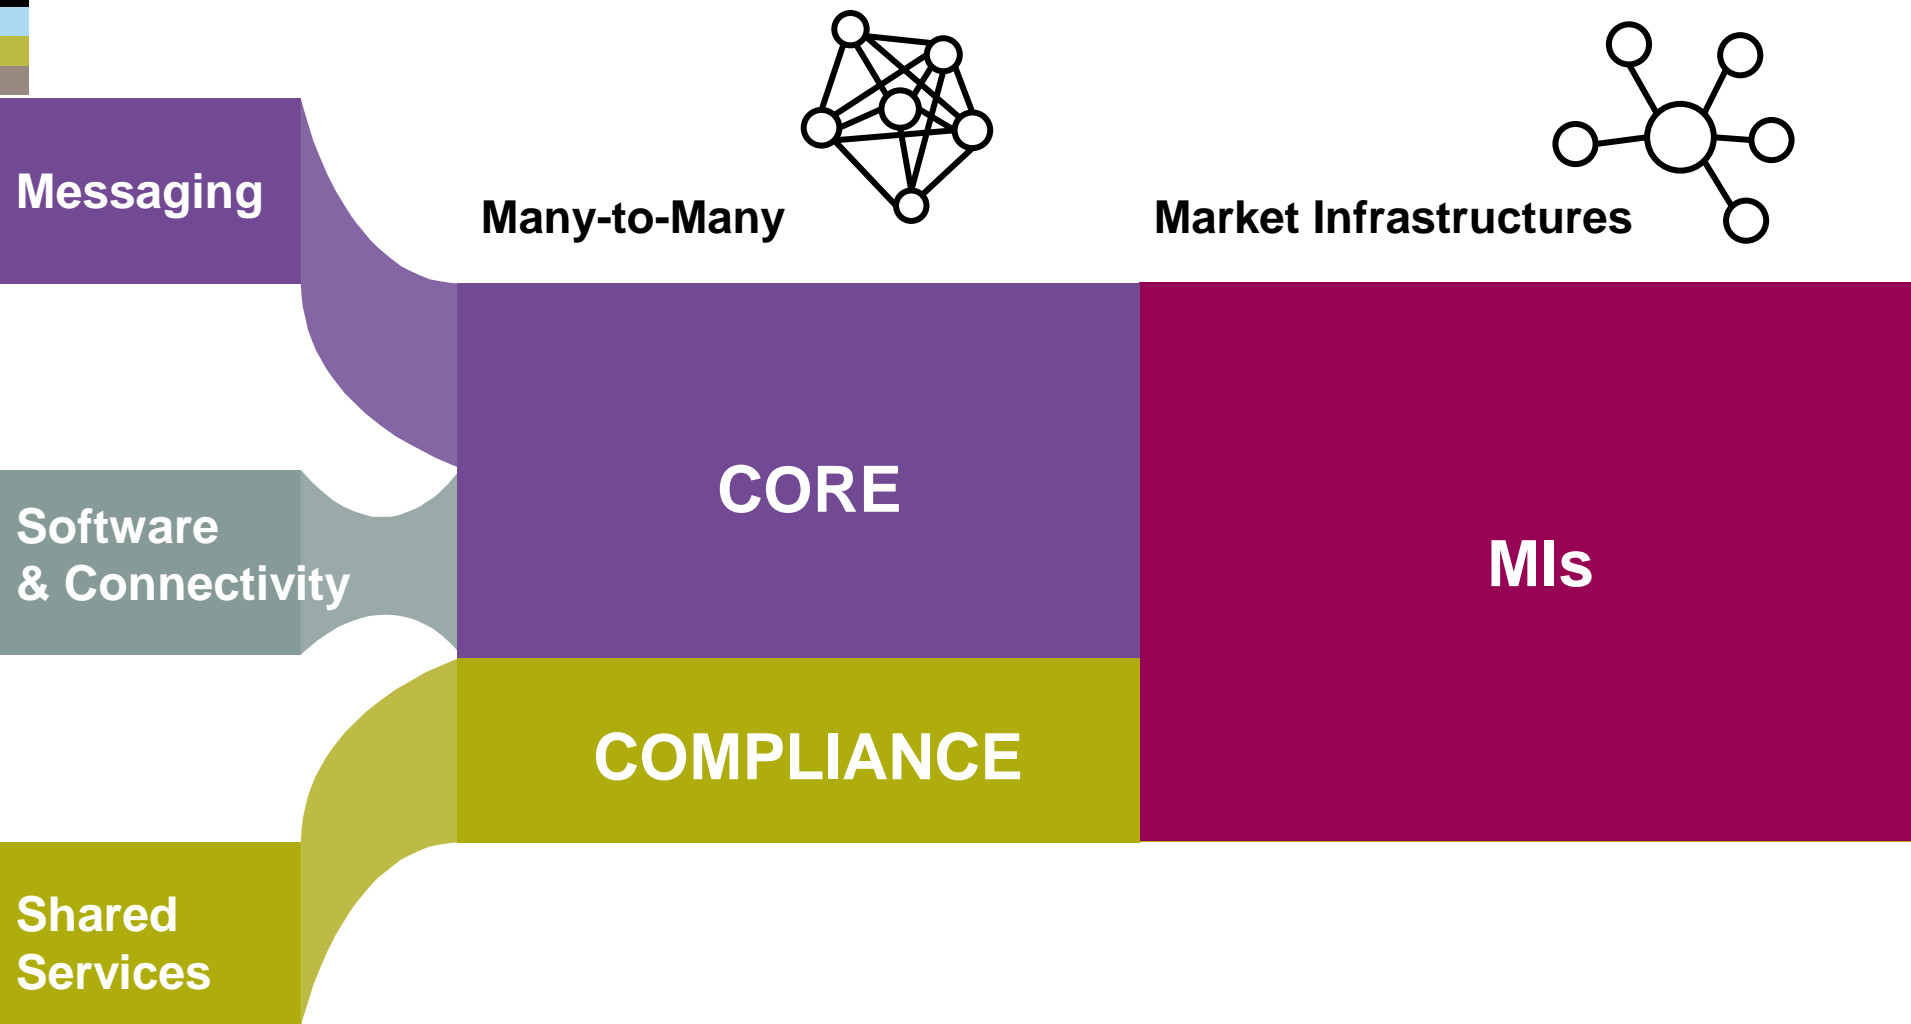 Messaging
Many-to-Many
Market Infrastructures
Software
& Connectivity
CORE
MIs
COMPLIANCE
Shared
Services